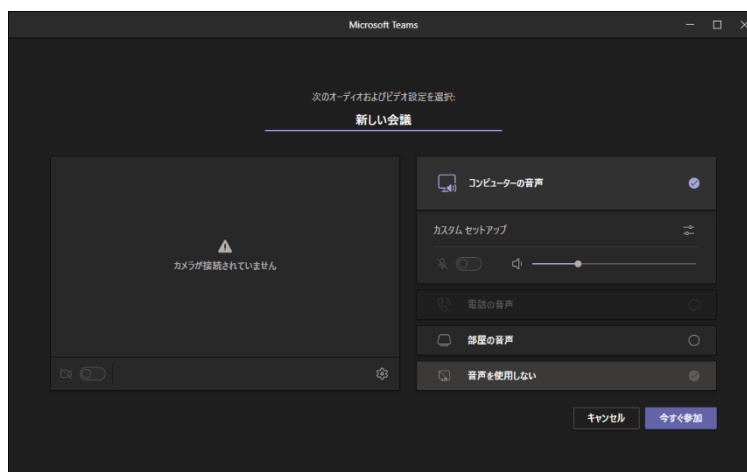 Microsoft Teams
次のオーディオおよびビデオ設定を選択:
新しい会議
カメラが接続されていません
コンピューターの音声
カスタム セットアップ
電話の音声
部屋の音声
音声を使用しない
キャンセル
今すぐ参加